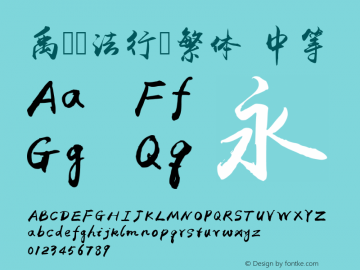 禹法行繁体 中等
Aa Ff
Gg Qq
永
ABCDEFGHIJKLMNOPQRSTUVWXYZ
abcdefghijklmnopqrstuvwxyz
0123456789
© Design by fontke.com